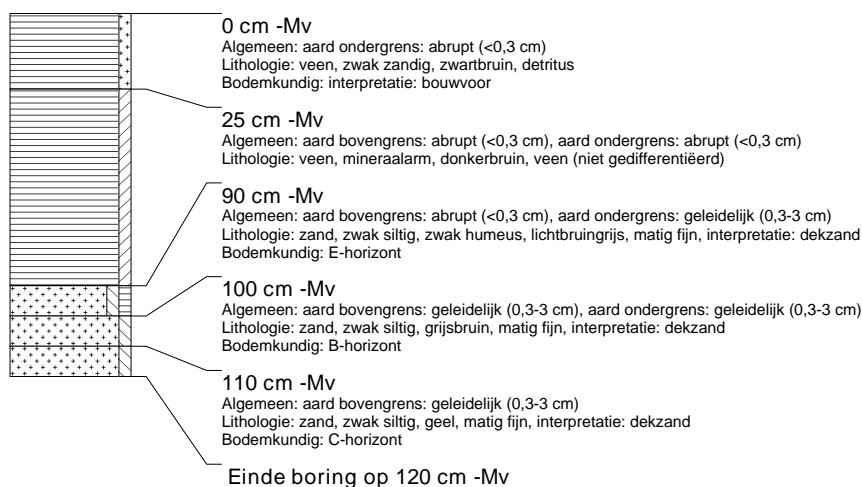 0 cm -Mv
Algemeen: aard ondergrens: abrupt (<0,3 cm)
Lithologie: veen, zwak zandig, zwartbruin, detritus
Bodemkundig: interpretatie: bouwvoor
25 cm -Mv
Algemeen: aard bovengrens: abrupt (<0,3 cm), aard ondergrens: abrupt (<0,3 cm)
Lithologie: veen, mineraalarm, donkerbruin, veen (niet gedifferentiëerd)
90 cm -Mv
Algemeen: aard bovengrens: abrupt (<0,3 cm), aard ondergrens: geleidelijk (0,3-3 cm)
Lithologie: zand, zwak siltig, zwak humeus, lichtbruingrijs, matig fijn, interpretatie: dekzand
Bodemkundig: E-horizont
100 cm -Mv
Algemeen: aard bovengrens: geleidelijk (0,3-3 cm), aard ondergrens: geleidelijk (0,3-3 cm)
Lithologie: zand, zwak siltig, grijsbruin, matig fijn, interpretatie: dekzand
Bodemkundig: B-horizont
110 cm -Mv
Algemeen: aard bovengrens: geleidelijk (0,3-3 cm)
Lithologie: zand, zwak siltig, geel, matig fijn, interpretatie: dekzand
Bodemkundig: C-horizont
Einde boring op 120 cm -Mv